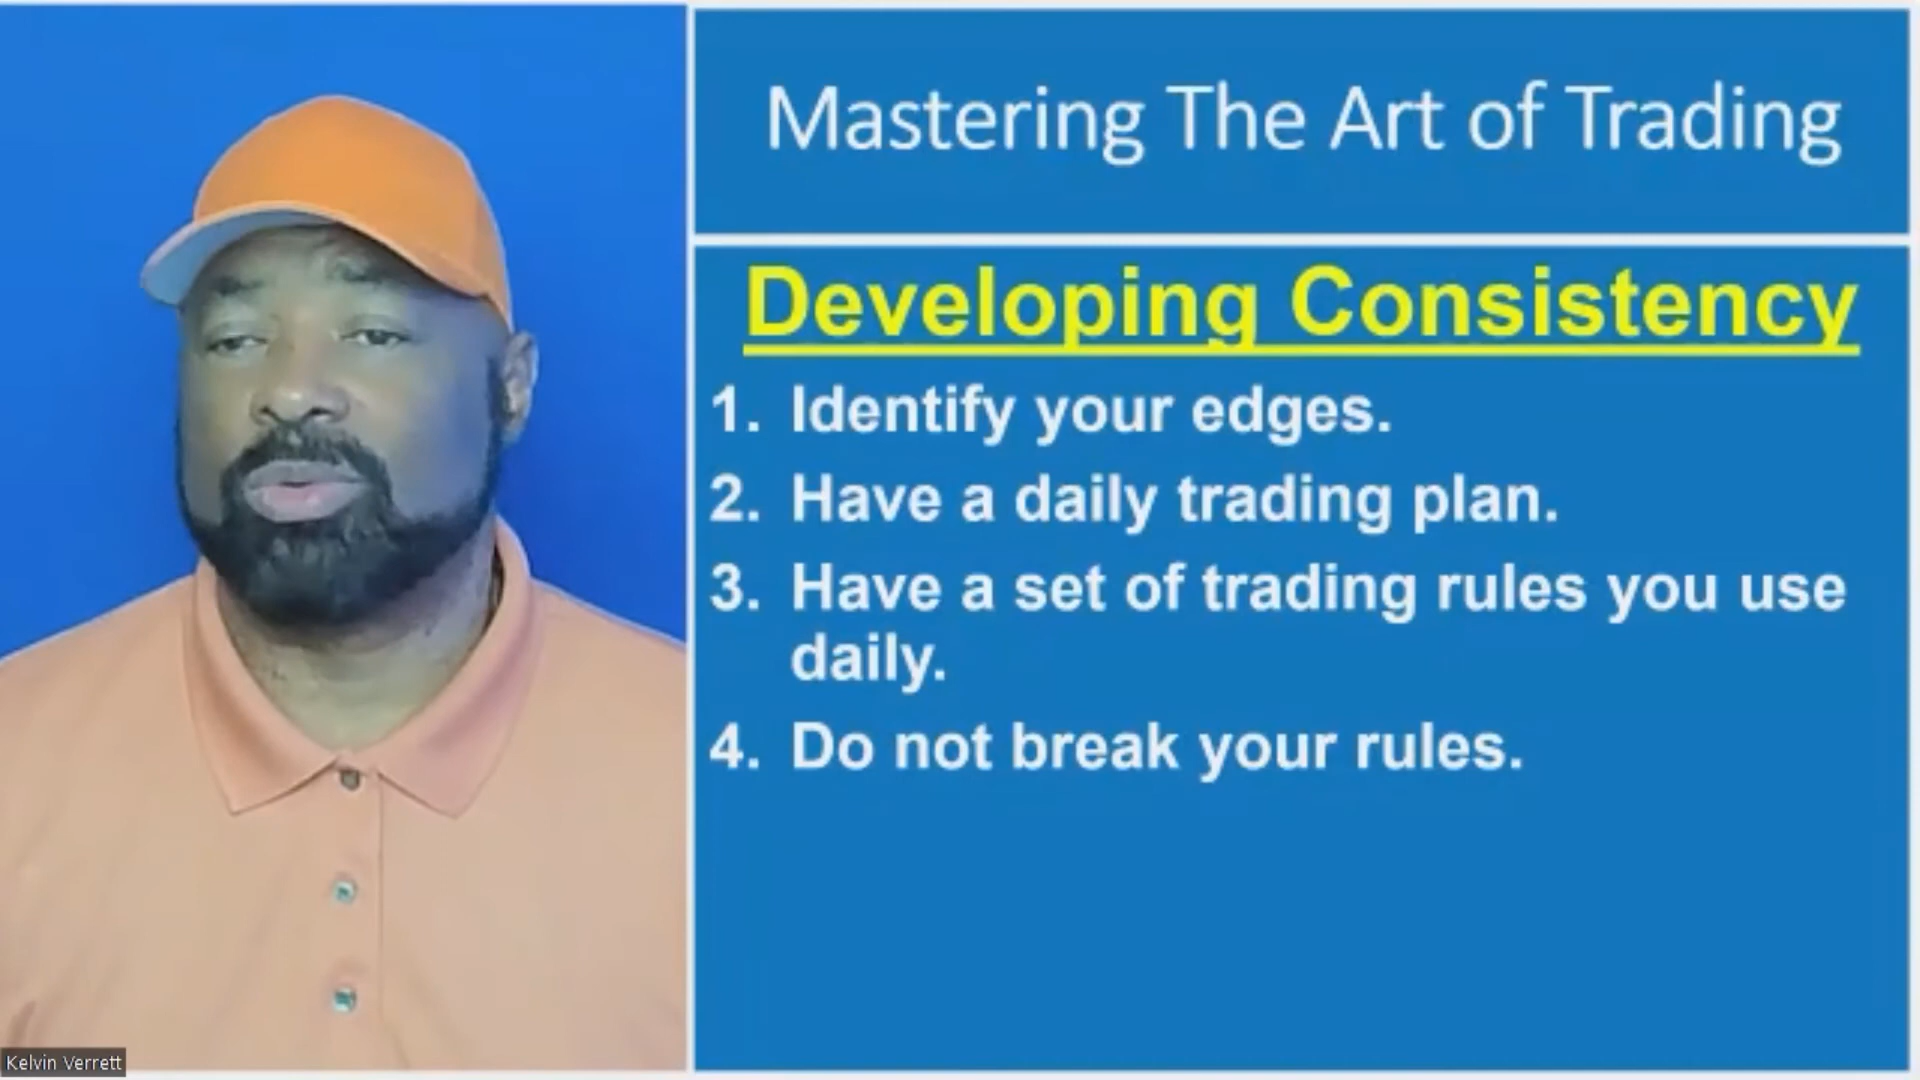 Mastering The Art of Trading
Developing Consistency
1. Identify your edges.
2. Have a daily trading plan.
3. Have a set of trading rules you use
daily.
4. Do not break your rules.
Kelvin Verrett